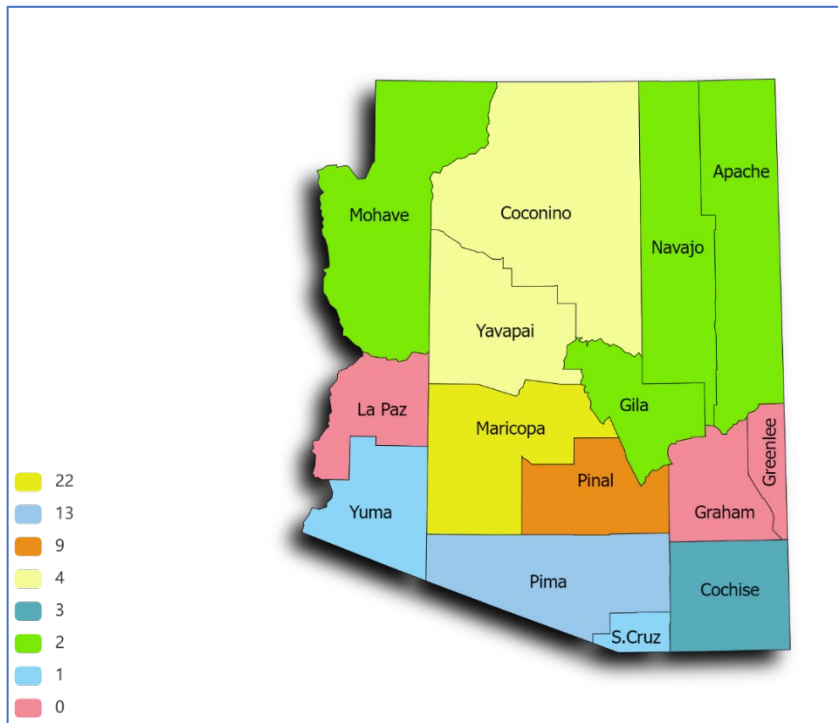 Apache
Mohave
Coconino
Navajo
Yavapai
La Paz
Gila
Maricopa
Greenlee
Pinal
Yuma
Graham
Pima
Cochise
S.Cruz
22
13
9
4
3
2
1
0